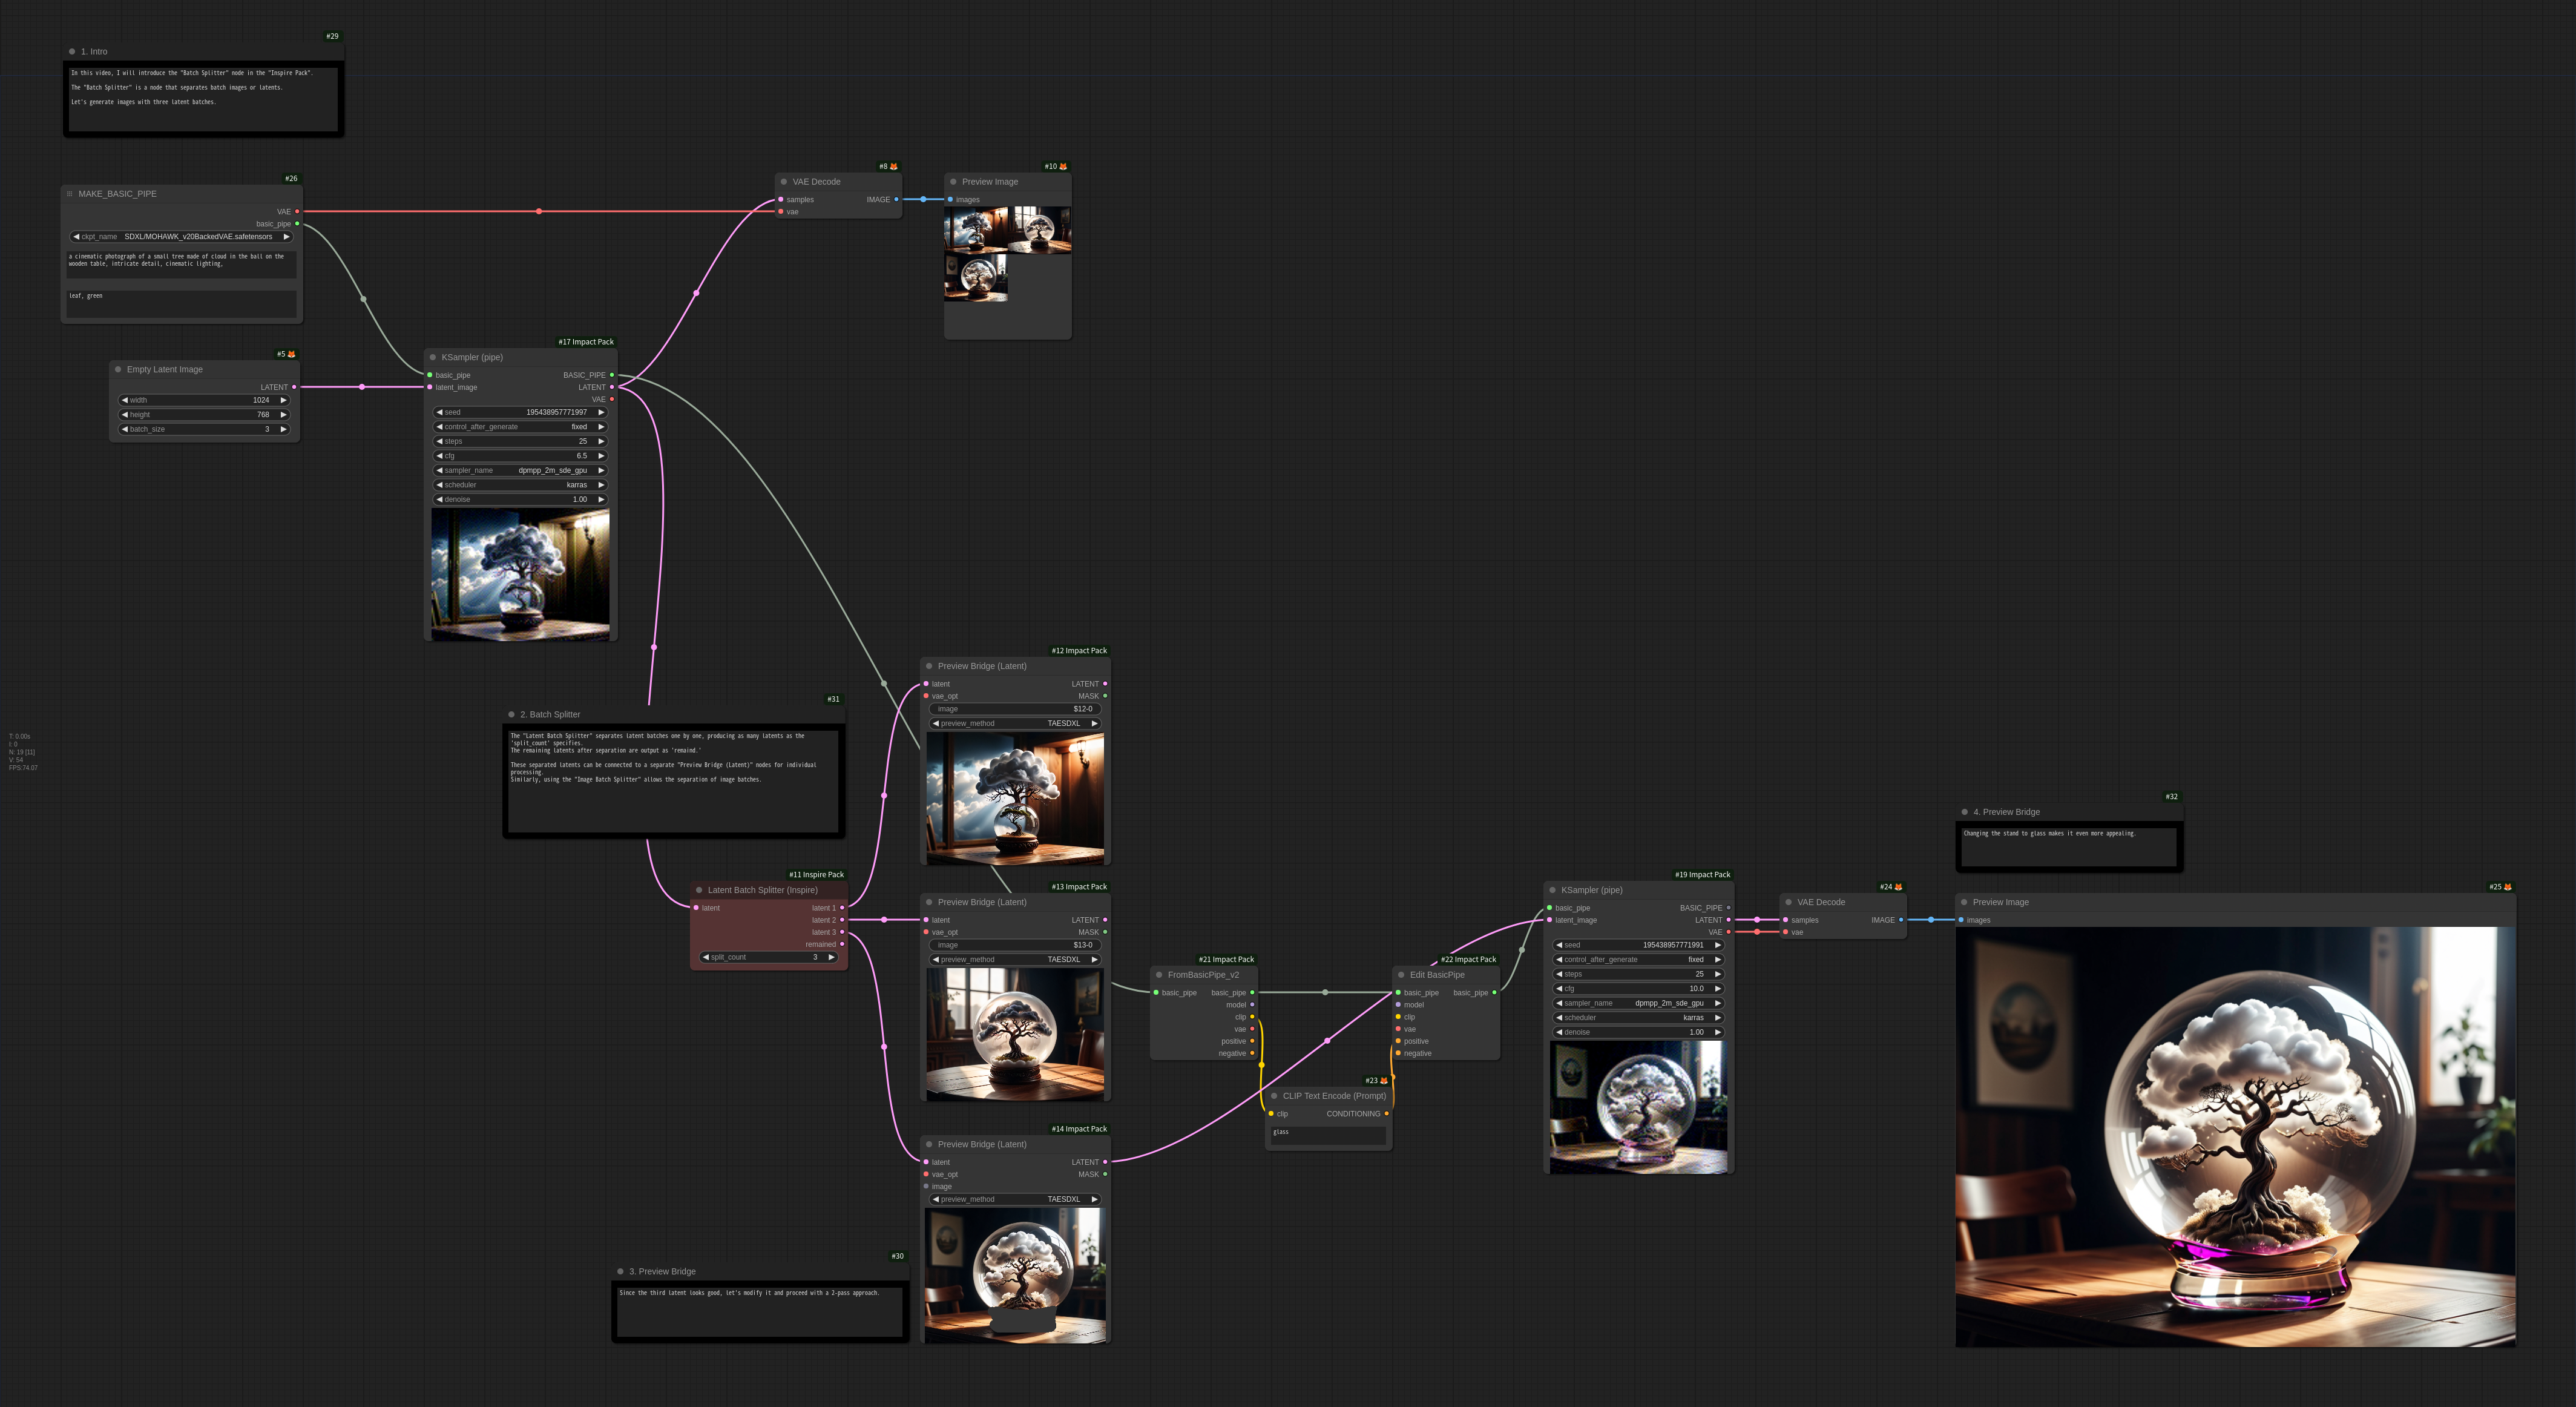 #29
1. Intro
In this video, I will introduce the "Batch Splitter" node in the "Inspire Pack".
The "Batch Splitter" is a node that separates batch images or latents.
Let's generate images with three latent batches.
#26
MAKE_BASIC_PIPE
VAE
basic_pipe
ckpt_name SDXL/MOHAWK_v20BackedVAE.safetensors
a cinematic photograph of a small tree made of cloud in the ball on the
wooden table, intricate detail, cinematic lighting,
leaf, green
#5
Empty Latent Image
LATENT
width 1024
height 768
batch_size 3
#17 Impact Pack
KSampler (pipe)
basic_pipe BASIC_PIPE
latent_image LATENT
VAE
seed 195438957771997
control_after_generate fixed
steps 25
cfg 6.5
sampler_name dpmpp_2m_sde_gpu
scheduler karras
denoise 1.00
#8
VAE Decode
samples IMAGE
vae
#10
Preview Image
images
T: 0.00s
I: 0
N: 19 [11]
V: 54
FPS:74.07
#31
2. Batch Splitter
The "Latent Batch Splitter" separates latent batches one by one, producing as many latents as the
'split_count' specifies.
The remaining latents after separation are output as 'remaind.'
These separated latents can be connected to a separate "Preview Bridge (Latent)" nodes for individual
processing.
Similarly, using the "Image Batch Splitter" allows the separation of image batches.
#11 Inspire Pack
Latent Batch Splitter (Inspire)
latent latent 1
latent 2
latent 3
remained
split_count 3
#12 Impact Pack
Preview Bridge (Latent)
latent LATENT
vae_opt MASK
image $12-0
preview_method TAESDXL
#13 Impact Pack
Preview Bridge (Latent)
latent LATENT
vae_opt MASK
image $13-0
preview_method TAESDXL
#14 Impact Pack
Preview Bridge (Latent)
latent LATENT
vae_opt MASK
image
preview_method TAESDXL
#30
3. Preview Bridge
Since the third latent looks good, let's modify it and proceed with a 2-pass approach.
#21 Impact Pack
FromBasicPipe_v2
basic_pipe basic_pipe
model
clip
vae
positive
negative
#23
CLIP Text Encode (Prompt)
clip CONDITIONING
glass
#22 Impact Pack
Edit BasicPipe
basic_pipe basic_pipe
model
clip
vae
positive
negative
#19 Impact Pack
KSampler (pipe)
basic_pipe BASIC_PIPE
latent_image LATENT
VAE
seed 195438957771991
control_after_generate fixed
steps 25
cfg 10.0
sampler_name dpmpp_2m_sde_gpu
scheduler karras
denoise 1.00
#24
VAE Decode
samples IMAGE
vae
#32
4. Preview Bridge
Changing the stand to glass makes it even more appealing.
#25
Preview Image
images